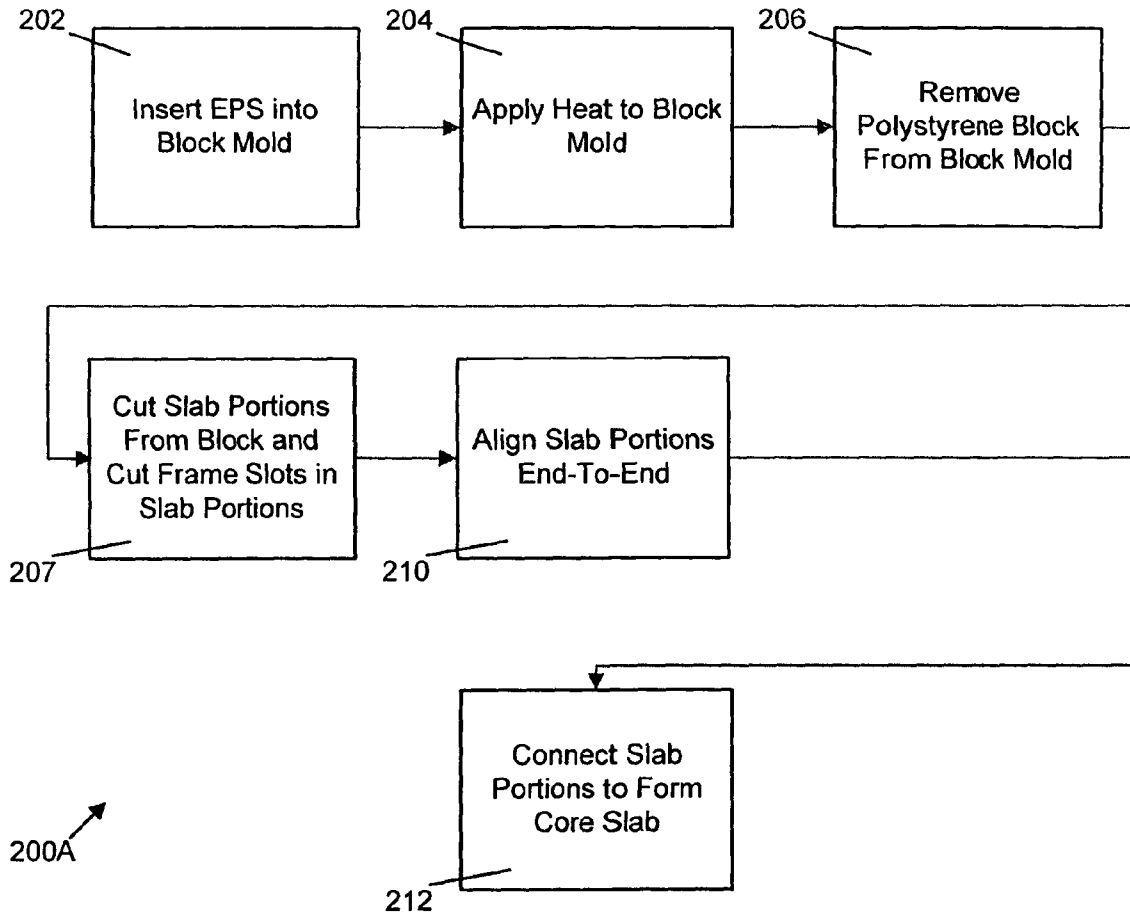 202
204
206
Insert EPS into
Block Mold
Apply Heat to Block
Mold
Remove
Polystyrene Block
From Block Mold
Cut Slab Portions
From Block and
Cut Frame Slots in
Slab Portions
Align Slab Portions
End-To-End
207
210
Connect Slab
Portions to Form
Core Slab
200A
212